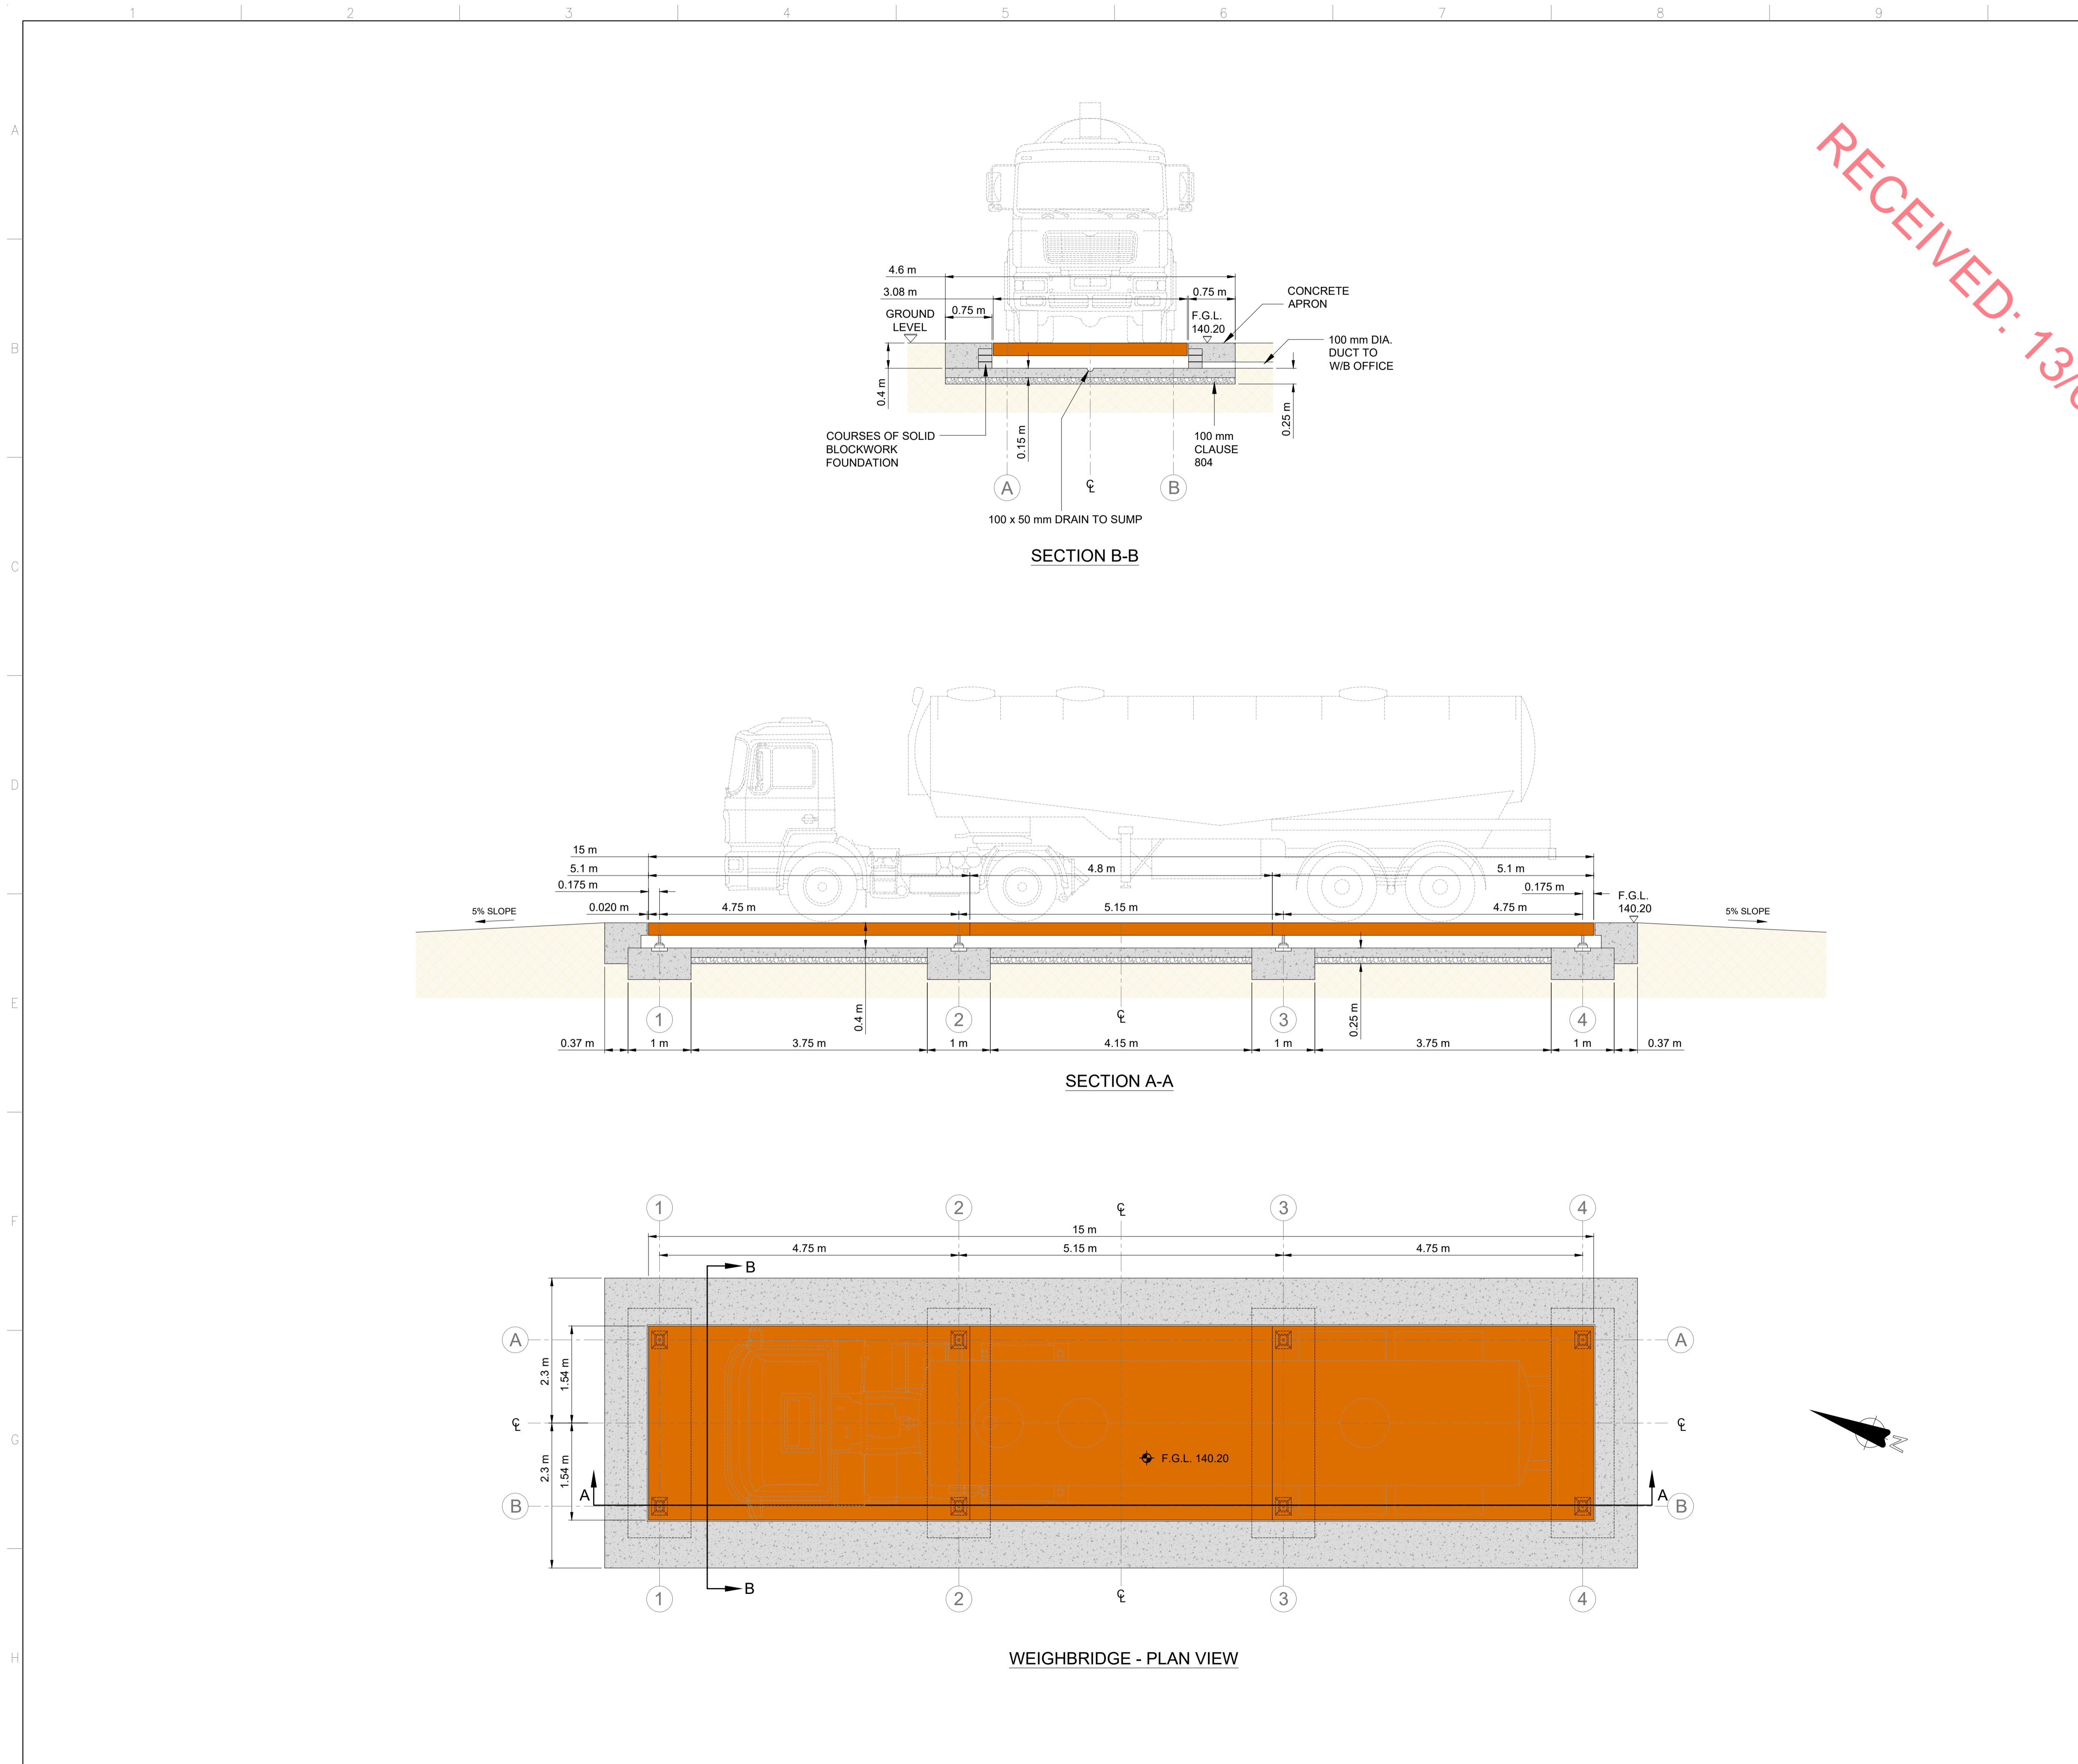 1 2 3 4 5 6 7 8 9
A
B
C
D
E
F
G
H
RECEIVED: 13/
4.6 m
3.08 m
0.75 m
0.75 m
GROUND
LEVEL
F.G.L.
140.20
CONCRETE
APRON
100 mm DIA.
DUCT TO
W/B OFFICE
0.4 m
0.15 m
0.25 m
COURSES OF SOLID
BLOCKWORK
FOUNDATION
100 mm
CLAUSE
804
A
℄
B
100 x 50 mm DRAIN TO SUMP
SECTION B-B
15 m
5.1 m
4.8 m
5.1 m
0.175 m
0.175 m
0.020 m
4.75 m
5.15 m
4.75 m
F.G.L.
140.20
5% SLOPE
5% SLOPE
0.4 m
0.25 m
1
2
℄
3
4
0.37 m
1 m
3.75 m
1 m
4.15 m
1 m
3.75 m
1 m
0.37 m
SECTION A-A
1
2
℄
3
4
15 m
4.75 m
5.15 m
4.75 m
B
A
A
2.3 m
1.54 m
℄
℄
F.G.L. 140.20
2.3 m
1.54 m
A
A
B
B
B
1
2
℄
3
4
N
WEIGHBRIDGE - PLAN VIEW